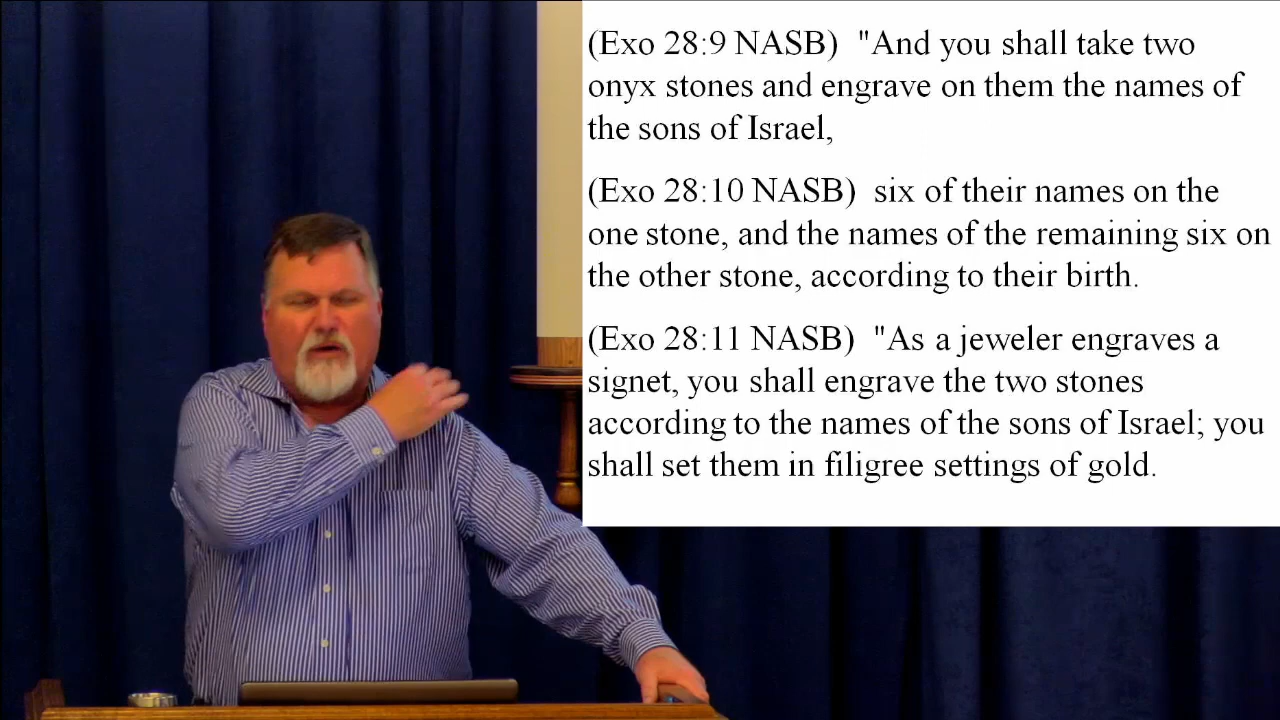 (Exo 28:9 NASB)  "And you shall take two
onyx stones and engrave on them the names of
the sons of Israel,
(Exo 28:10 NASB)  six of their names on the
one stone, and the names of the remaining six on
the other stone, according to their birth.
(Exo 28:11 NASB)  "As a jeweler engraves a
signet, you shall engrave the two stones
according to the names of the sons of Israel; you
shall set them in filigree settings of gold.